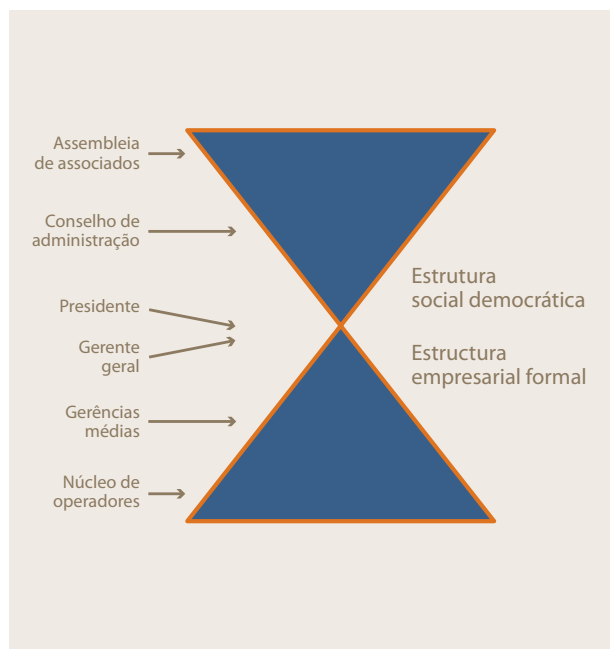 Assembleia
de associados
Conselho de
administração
Presidente
Gerente
geral
Gerências
médias
Núcleo de
operadores
Estrutura
social democrática
Estructura
empresarial formal